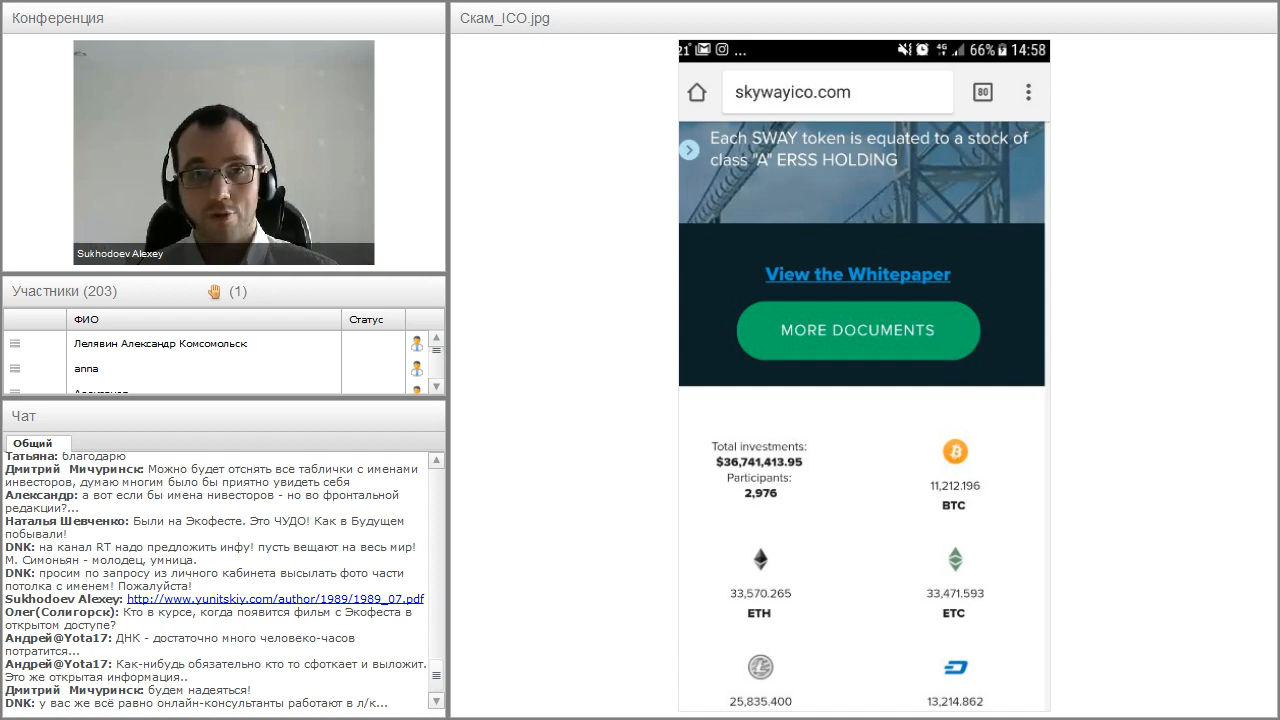 Конференция
Sukhodoev Alexey
Участники (203)
(1)
ФИО
Статус
Лелявин Александр Комсомольск
anna
Чат
Общий
Татьяна: благодарю
Дмитрий Мичуринск: Можно будет отснять все таблички с именами
инвесторов, думаю многим было бы приятно увидеть себя
Александр: а вот если бы имена нивесторов - но во фронтальной
редакции?...
Наталья Шевченко: Были на Экофесте. Это ЧУДО! Как в Будущем
побывали!
DNK: на канал RT надо предложить инфу! пусть вещают на весь мир!
М. Симоньян - молодец, умница.
DNK: просим по запросу из личного кабинета высылать фото части
потолка с именем! Пожалуйста!
Sukhodoev Alexey: http://www.yunitskiy.com/author/1989/1989_07.pdf
Олег(Солигорск): Кто в курсе, когда появится фильм с Экофеста в
открытом доступе?
Андрей@Yota17: ДНК - достаточно много человеко-часов
потратится...
Андрей@Yota17: Как-нибудь обязательно кто то сфоткает и выложит.
Это же открытая информация..
Дмитрий Мичуринск: будем надеяться!
DNK: у вас же всё равно онлайн-консультанты работают в л/к...
Скам_ICO.jpg
21° ... 4G 66% 14:58
skywayico.com
80
Each SWAY token is equated to a stock of
class "A" ERSS HOLDING
View the Whitepaper
MORE DOCUMENTS
Total investments:
$36,741,413.95
Participants:
2,976
11,212.196
BTC
33,570.265
ETH
33,471.593
ETC
25,835.400
13,214.862